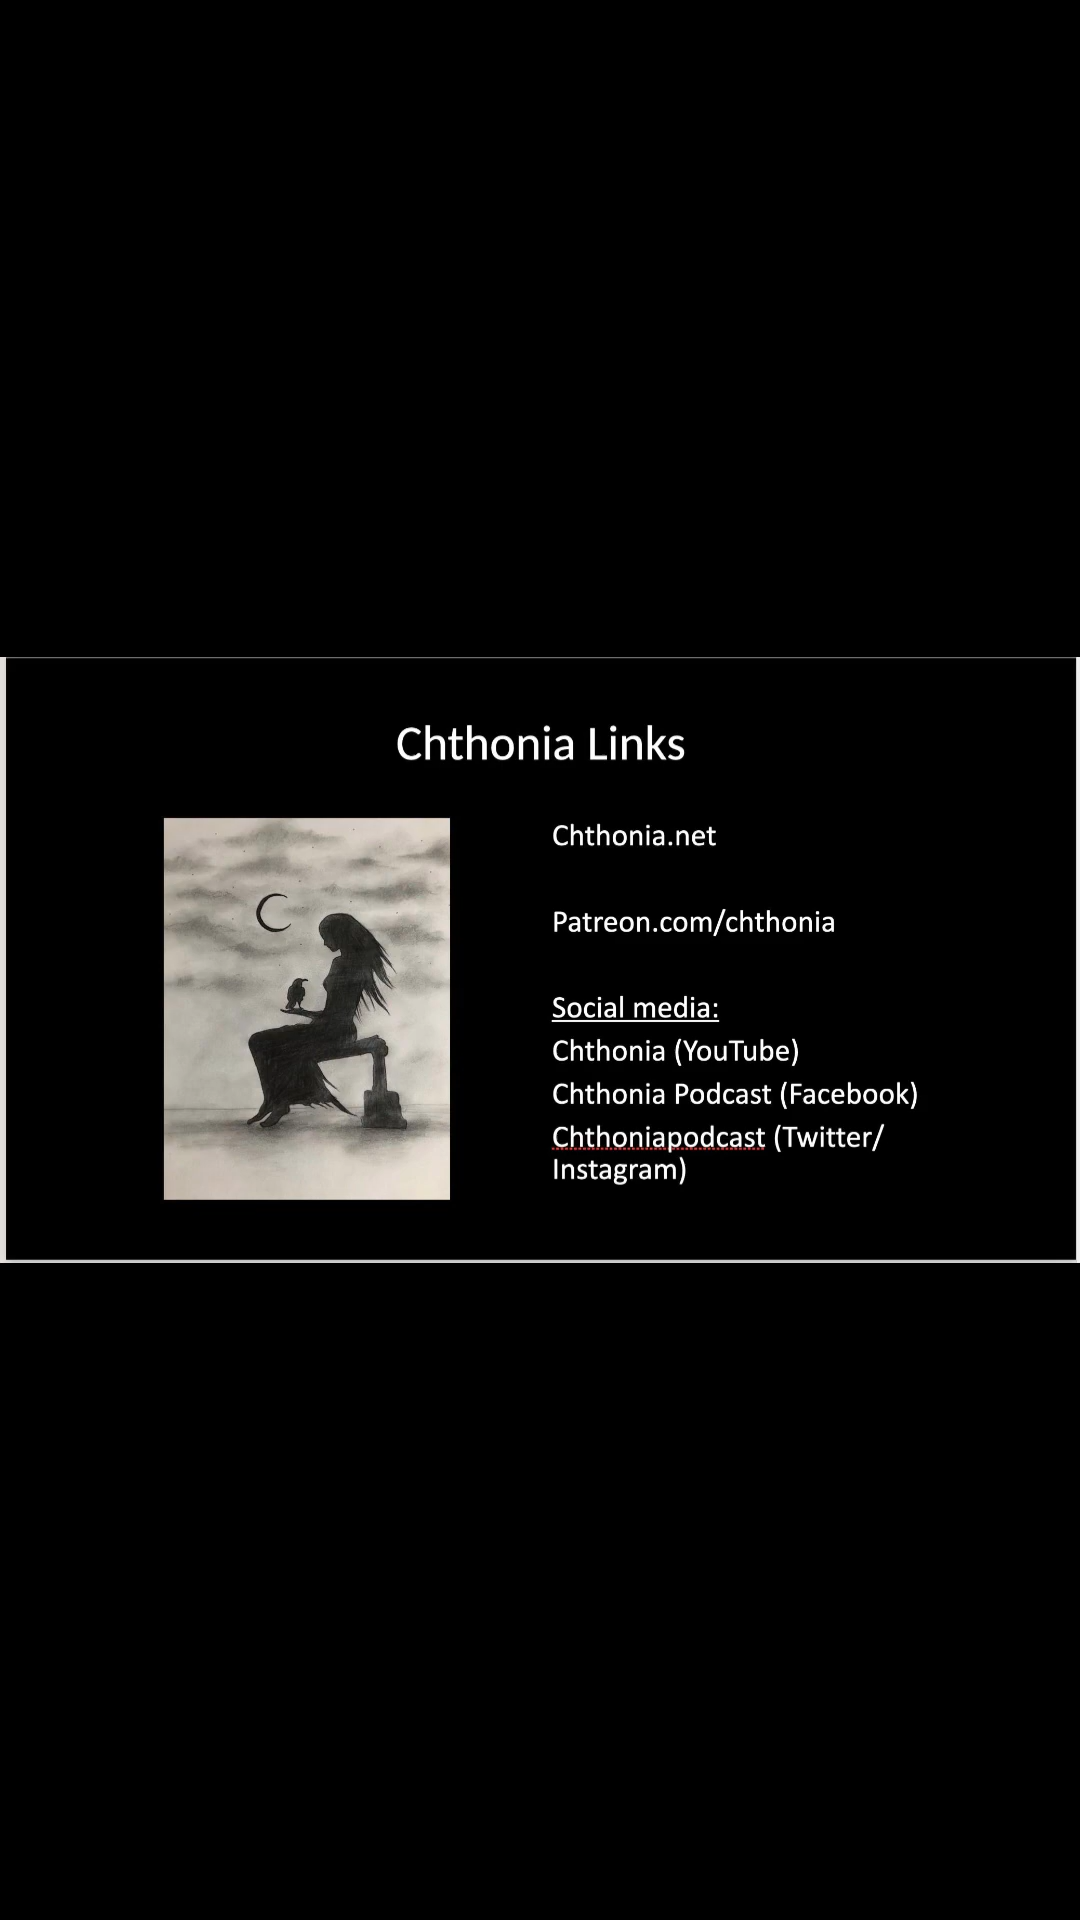 Chthonia Links
Chthonia.net
Patreon.com/chthonia
Social media:
Chthonia (YouTube)
Chthonia Podcast (Facebook)
Chthoniapodcast (Twitter/
Instagram)